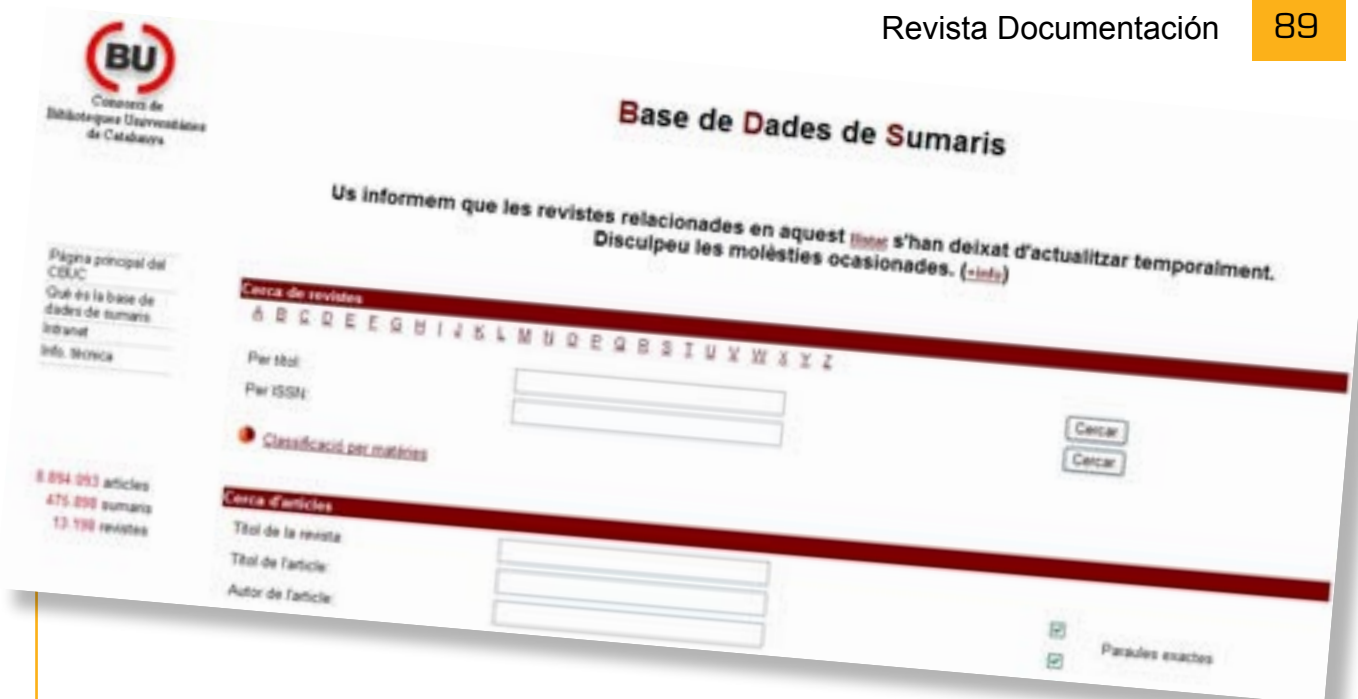 Revista Documentación 89
BU
Consorci de
Biblioteques Universitàries
de Catalunya
Base de Dades de Sumaris
Us informem que les revistes relacionades en aquest llistat s'han deixat d'actualitzar temporalment.
Disculpeu les molèsties ocasionades. (+info)
Pàgina principal del
CBUC
Què és la base de
dades de sumaris
Intranet
Info. tècnica
Cerca de revistes
A B C D E F G H I J K L M N O P Q R S T U V W X Y Z
Per títol:
Per ISSN:
Cercar
Cercar
Classificació per matèries
articles
sumaris
revistes
Cerca d'articles
Títol de la revista
Títol de l'article:
Autor de l'article:
Paraules exactes